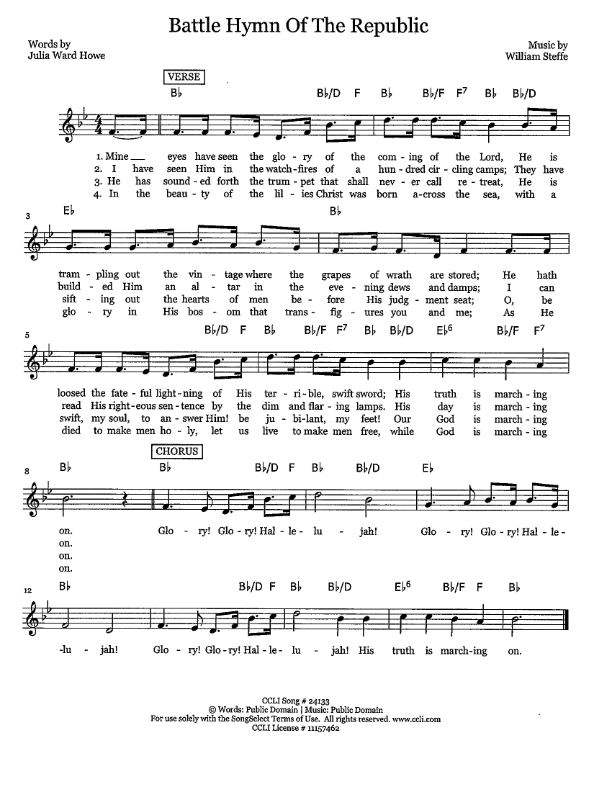 Battle Hymn Of The Republic
Words by
Julia Ward Howe
Music by
William Steffe
VERSE
B♭ B♭/D F B♭ B♭/F F7 B♭ B♭/D
1. Mine ___ eyes have seen the glo - ry of the com - ing of the Lord, He is
2. I have seen Him in the watch - fires of a hun - dred cir - cling camps; They have
3. He has sound - ed forth the trum - pet that shall nev - er call re - treat, He is
4. In the beau - ty of the lil - ies Christ was born a - cross the sea, with a
3 E♭ B♭
tram - pling out the vin - tage where the grapes of wrath are stored; He hath
build - ed Him an al - tar in the eve - ning dews and damps; I can
sift - ing out the hearts of men be - fore His judg - ment seat; O, be
glo - ry in His bos - om that trans - fig - ures you and me; As He
5 B♭/D F B♭ B♭/F F7 B♭ B♭/D E♭6 B♭/F F7
loosed the fate - ful light - ning of His ter - ri - ble, swift sword; His truth is march - ing
read His right - eous sen - tence by the dim and flar - ing lamps. His day is march - ing
swift, my soul, to an - swer Him! be ju - bi - lant, my feet! Our God is march - ing
died to make men ho - ly, let us live to make men free, while God is march - ing
CHORUS
8 B♭ B♭ B♭/D F B♭ B♭/D E♭
on. Glo - ry! Glo - ry! Hal - le - lu - jah! Glo - ry! Glo - ry! Hal - le -
on.
on.
on.
12 B♭ B♭/D F B♭ B♭/D E♭6 B♭/F F B♭
-lu - jah! Glo - ry! Glo - ry! Hal - le - lu - jah! His truth is march - ing on.
CCLI Song # 24133
© Words: Public Domain | Music: Public Domain
For use solely with the SongSelect Terms of Use. All rights reserved. www.ccli.com
CCLI License # 11157462